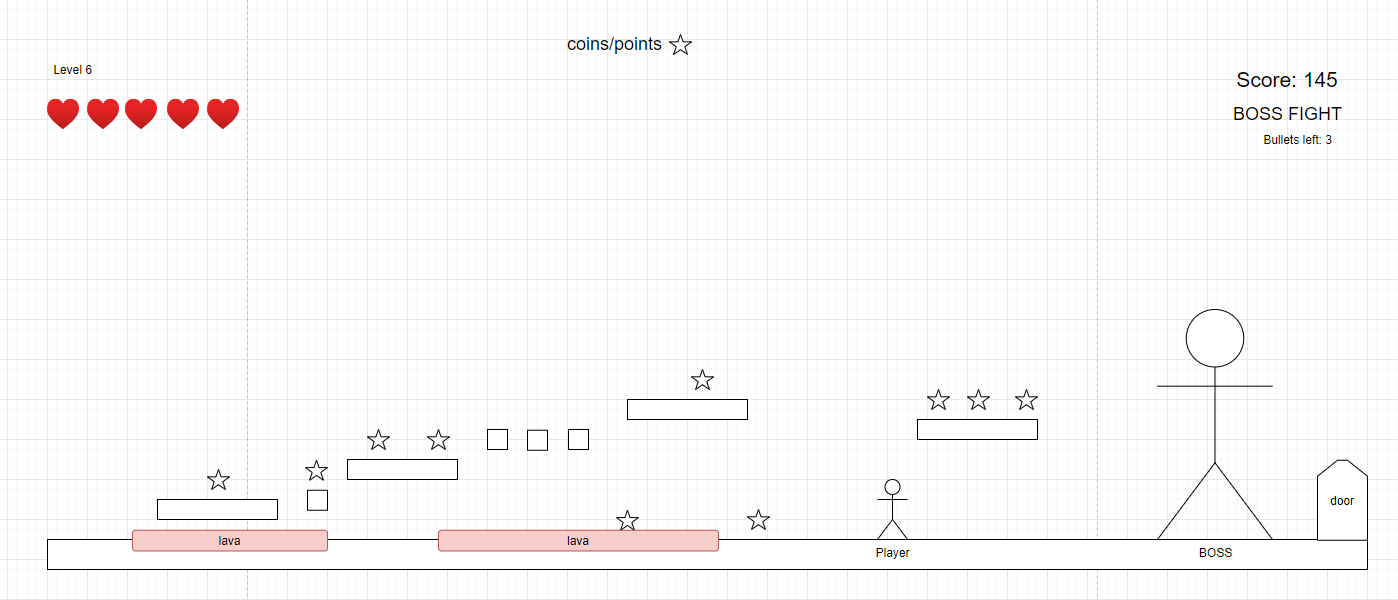 coins/points
Level 6
Score: 145
BOSS FIGHT
Bullets left: 3
door
lava
lava
Player
BOSS